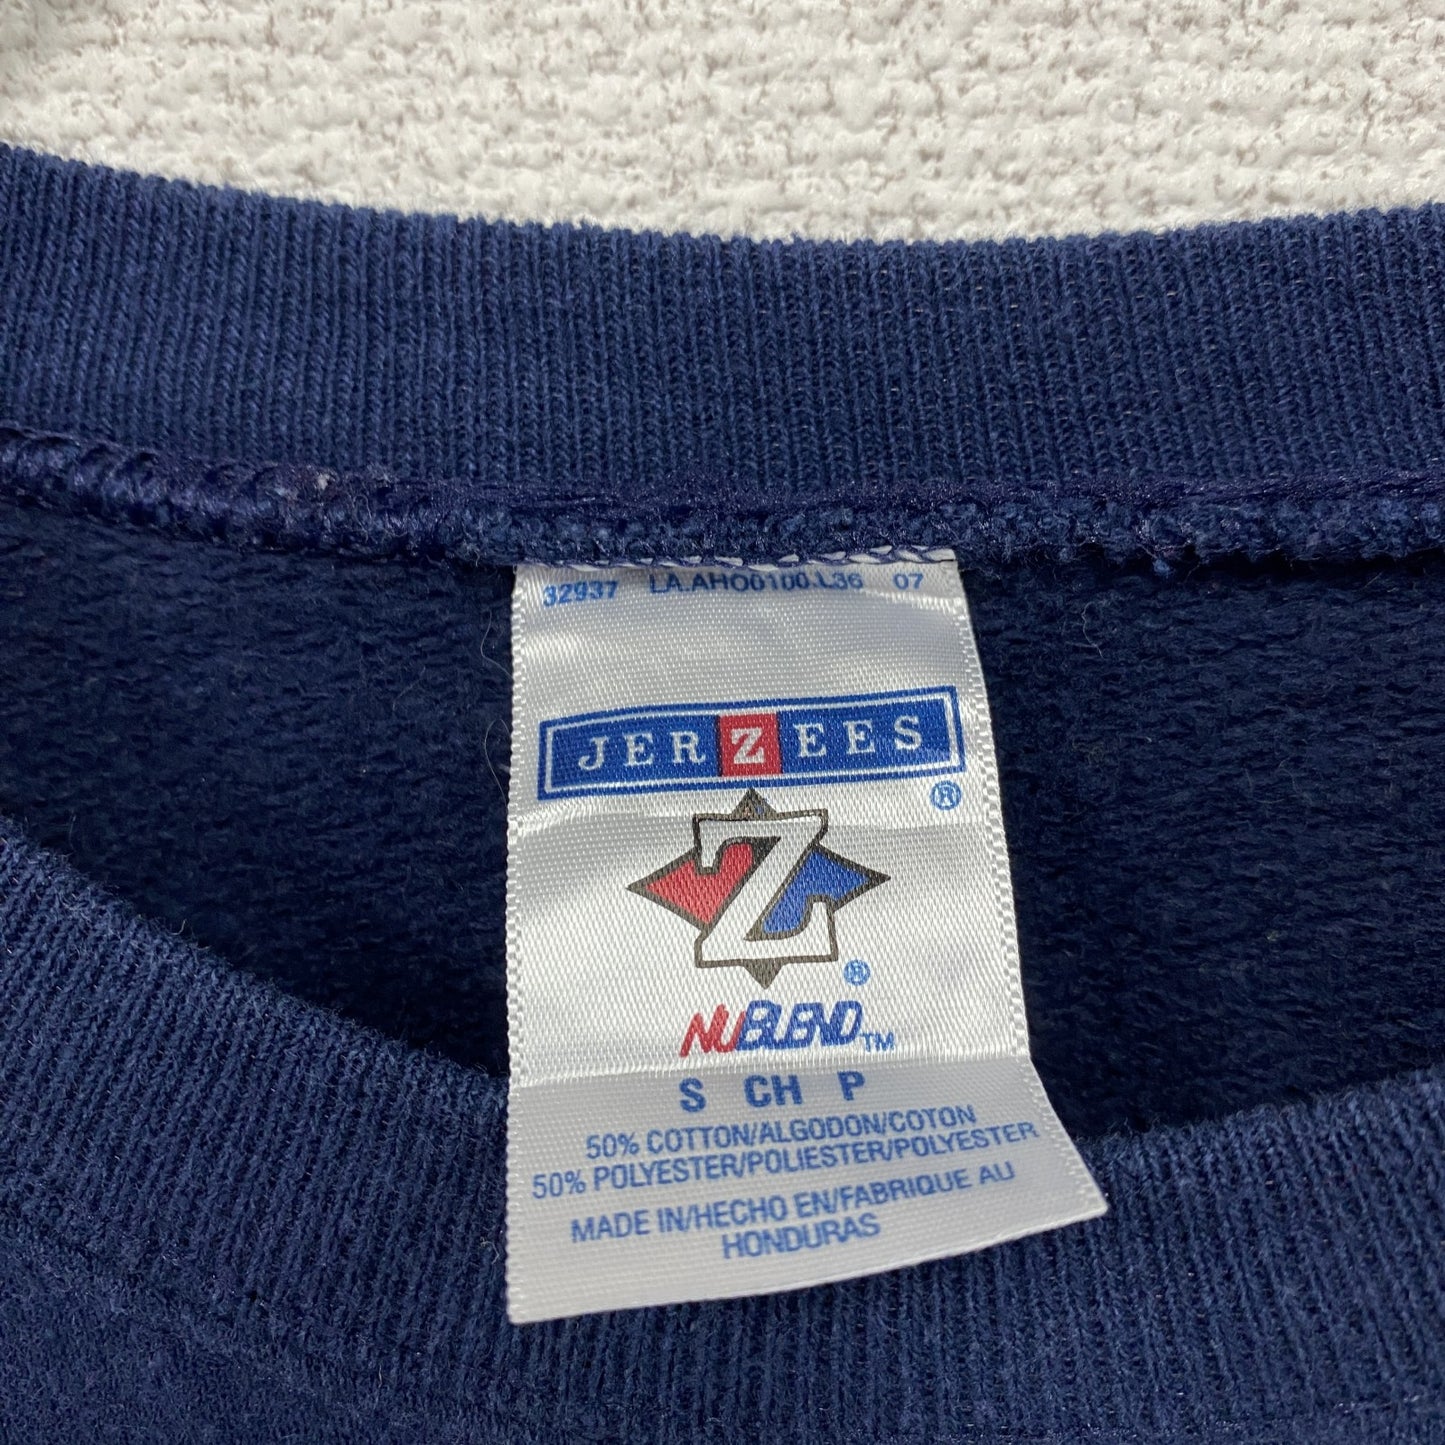 32937 LA.AHO0100.L36 07
JERZEES
®
Z
®
NUBLEND™
S CH P
50% COTTON/ALGODON/COTON
50% POLYESTER/POLIESTER/POLYESTER
MADE IN/HECHO EN/FABRIQUE AU
HONDURAS